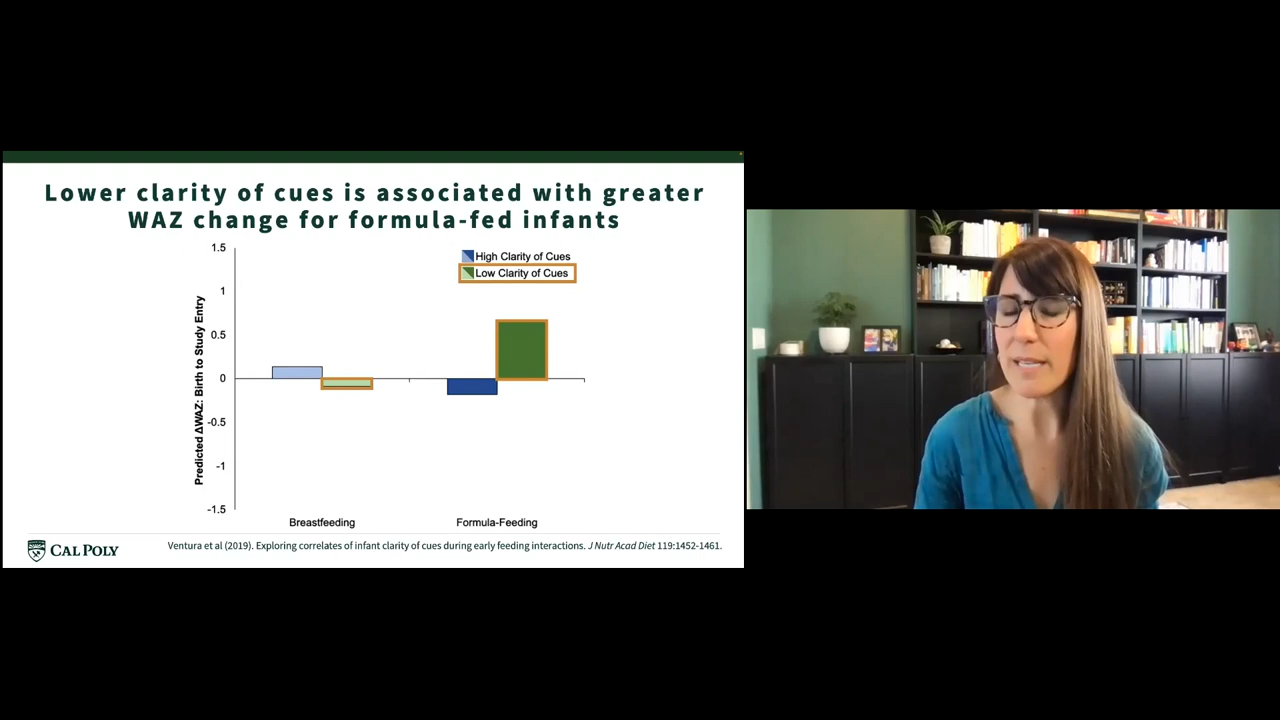 Lower clarity of cues is associated with greater
WAZ change for formula-fed infants
1.5
1
0.5
0
-0.5
-1
-1.5
Predicted ΔWAZ: Birth to Study Entry
High Clarity of Cues
Low Clarity of Cues
Breastfeeding
Formula-Feeding
CAL POLY
Ventura et al (2019). Exploring correlates of infant clarity of cues during early feeding interactions. J Nutr Acad Diet 119:1452-1461.